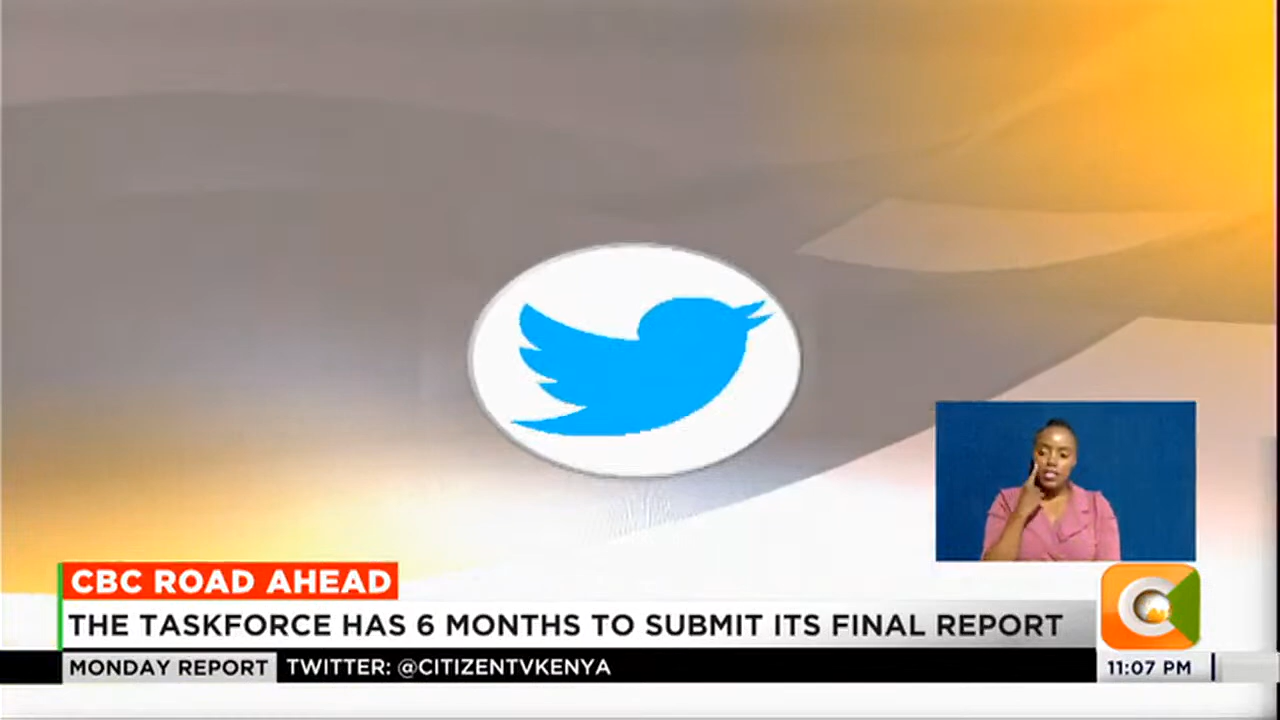 CBC ROAD AHEAD
THE TASKFORCE HAS 6 MONTHS TO SUBMIT ITS FINAL REPORT
MONDAY REPORT
TWITTER: @CITIZENTVKENYA
11:07 PM